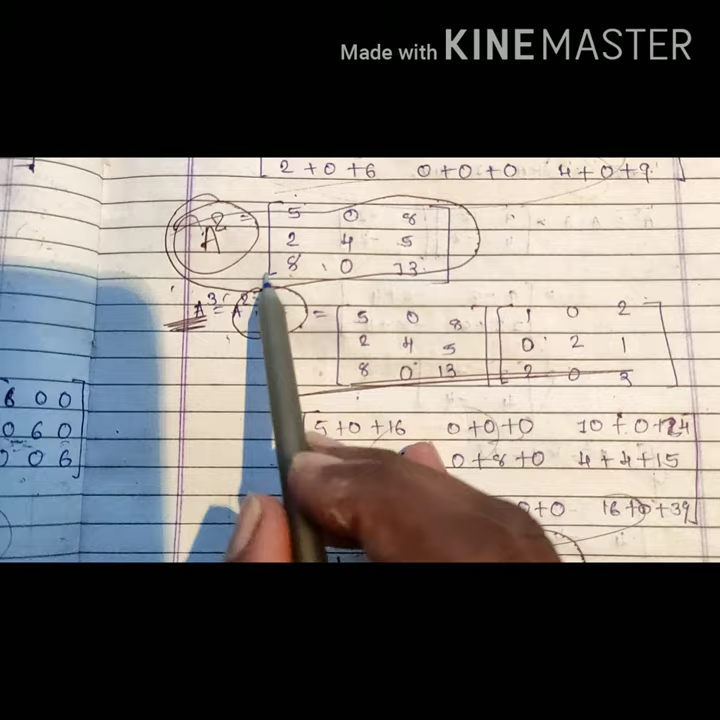 Made with KINEMASTER
2+0+6 0+0+0 4+0+9
A² = 5 0 8
2 4 5
8 0 13
A³ = A² = 5 0 8 1 0 2
2 4 5 0 2 1
8 0 13 2 0 3
6 0 0
0 6 0
0 0 6
5+0+16 0+0+0 10+0+24
0+8+0 4+4+15
0+0 16+0+39